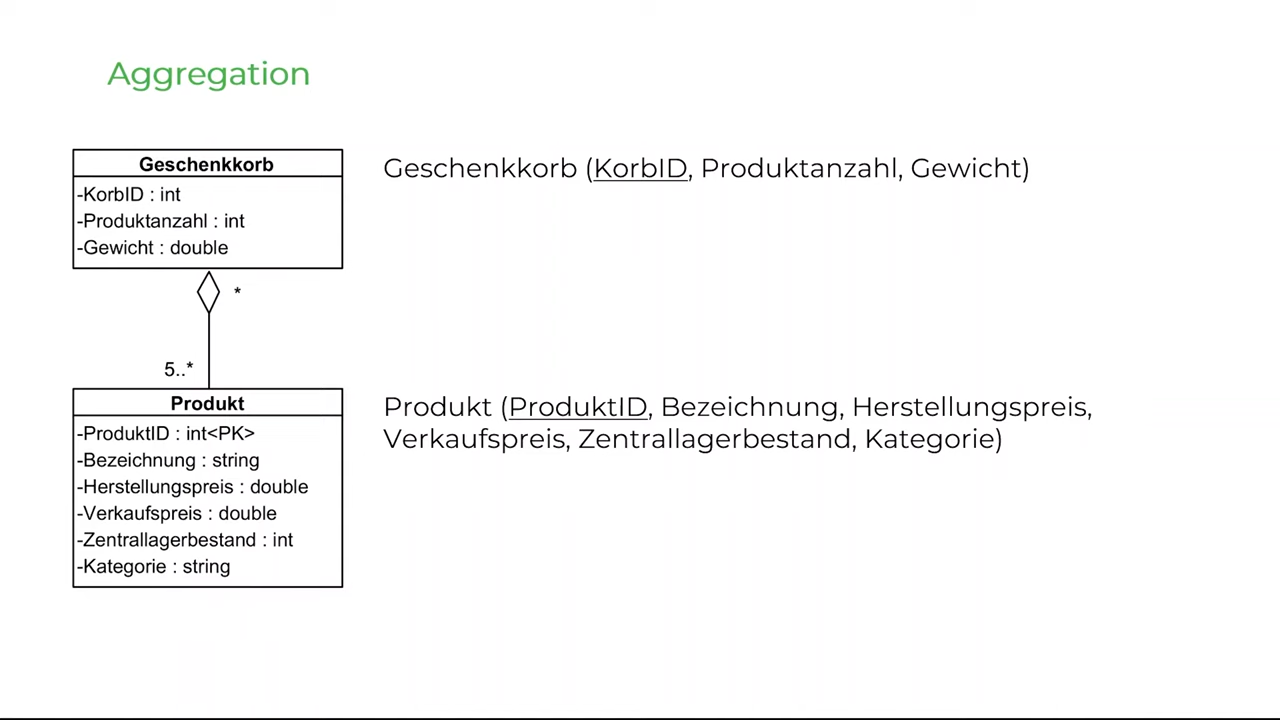 Aggregation
Geschenkkorb
-KorbID : int
-Produktanzahl : int
-Gewicht : double
Geschenkkorb (KorbID, Produktanzahl, Gewicht)
*
5..*
Produkt
-ProduktID : int<PK>
-Bezeichnung : string
-Herstellungspreis : double
-Verkaufspreis : double
-Zentrallagerbestand : int
-Kategorie : string
Produkt (ProduktID, Bezeichnung, Herstellungspreis,
Verkaufspreis, Zentrallagerbestand, Kategorie)